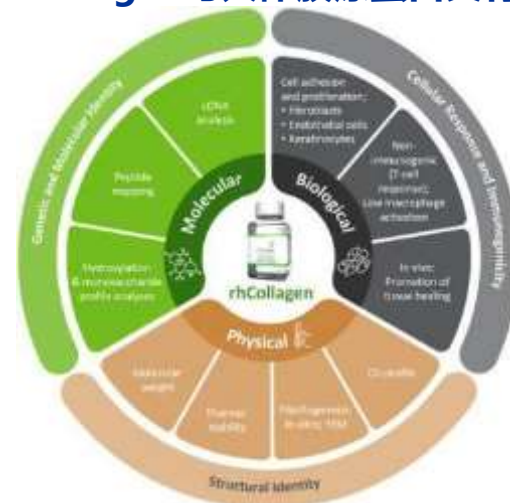 Genetic and Molecular Identity
Cellular Response and Immunogenicity
cDNA
analysis
Peptide
mapping
Hydroxylation
& monosaccharide
profile analyses
Molecular
Cell adhesion
and proliferation:
• Fibroblasts
• Endothelial cells
• Keratinocytes
Non-
immunogenic
(T cell
response);
Low macrophage
activation
In vivo:
Promotion of
tissue healing
Biological
rhCollagen
Physical
Molecular
weight
Thermal
stability
Fibrillogenesis
CD profile
Structural Identity